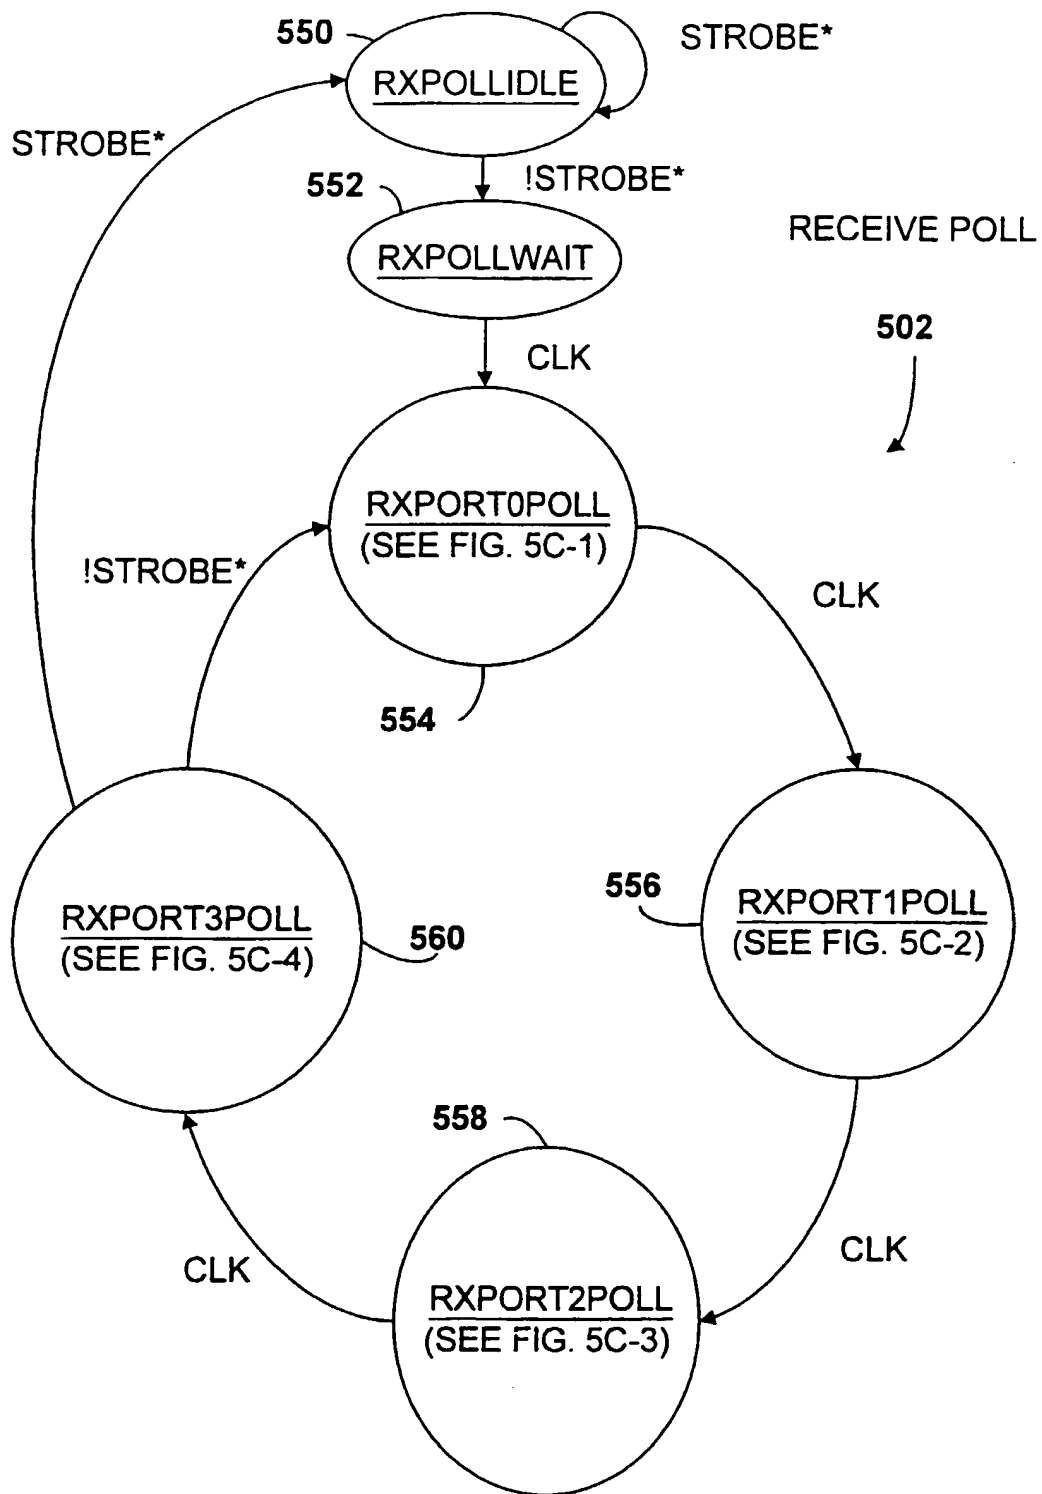 550
STROBE*
RXPOLLIDLE
STROBE*
!STROBE*
552
RECEIVE POLL
RXPOLLWAIT
502
CLK
RXPORT0POLL
(SEE FIG. 5C-1)
!STROBE*
CLK
554
556
RXPORT1POLL
(SEE FIG. 5C-2)
RXPORT3POLL
(SEE FIG. 5C-4)
560
558
CLK
CLK
RXPORT2POLL
(SEE FIG. 5C-3)